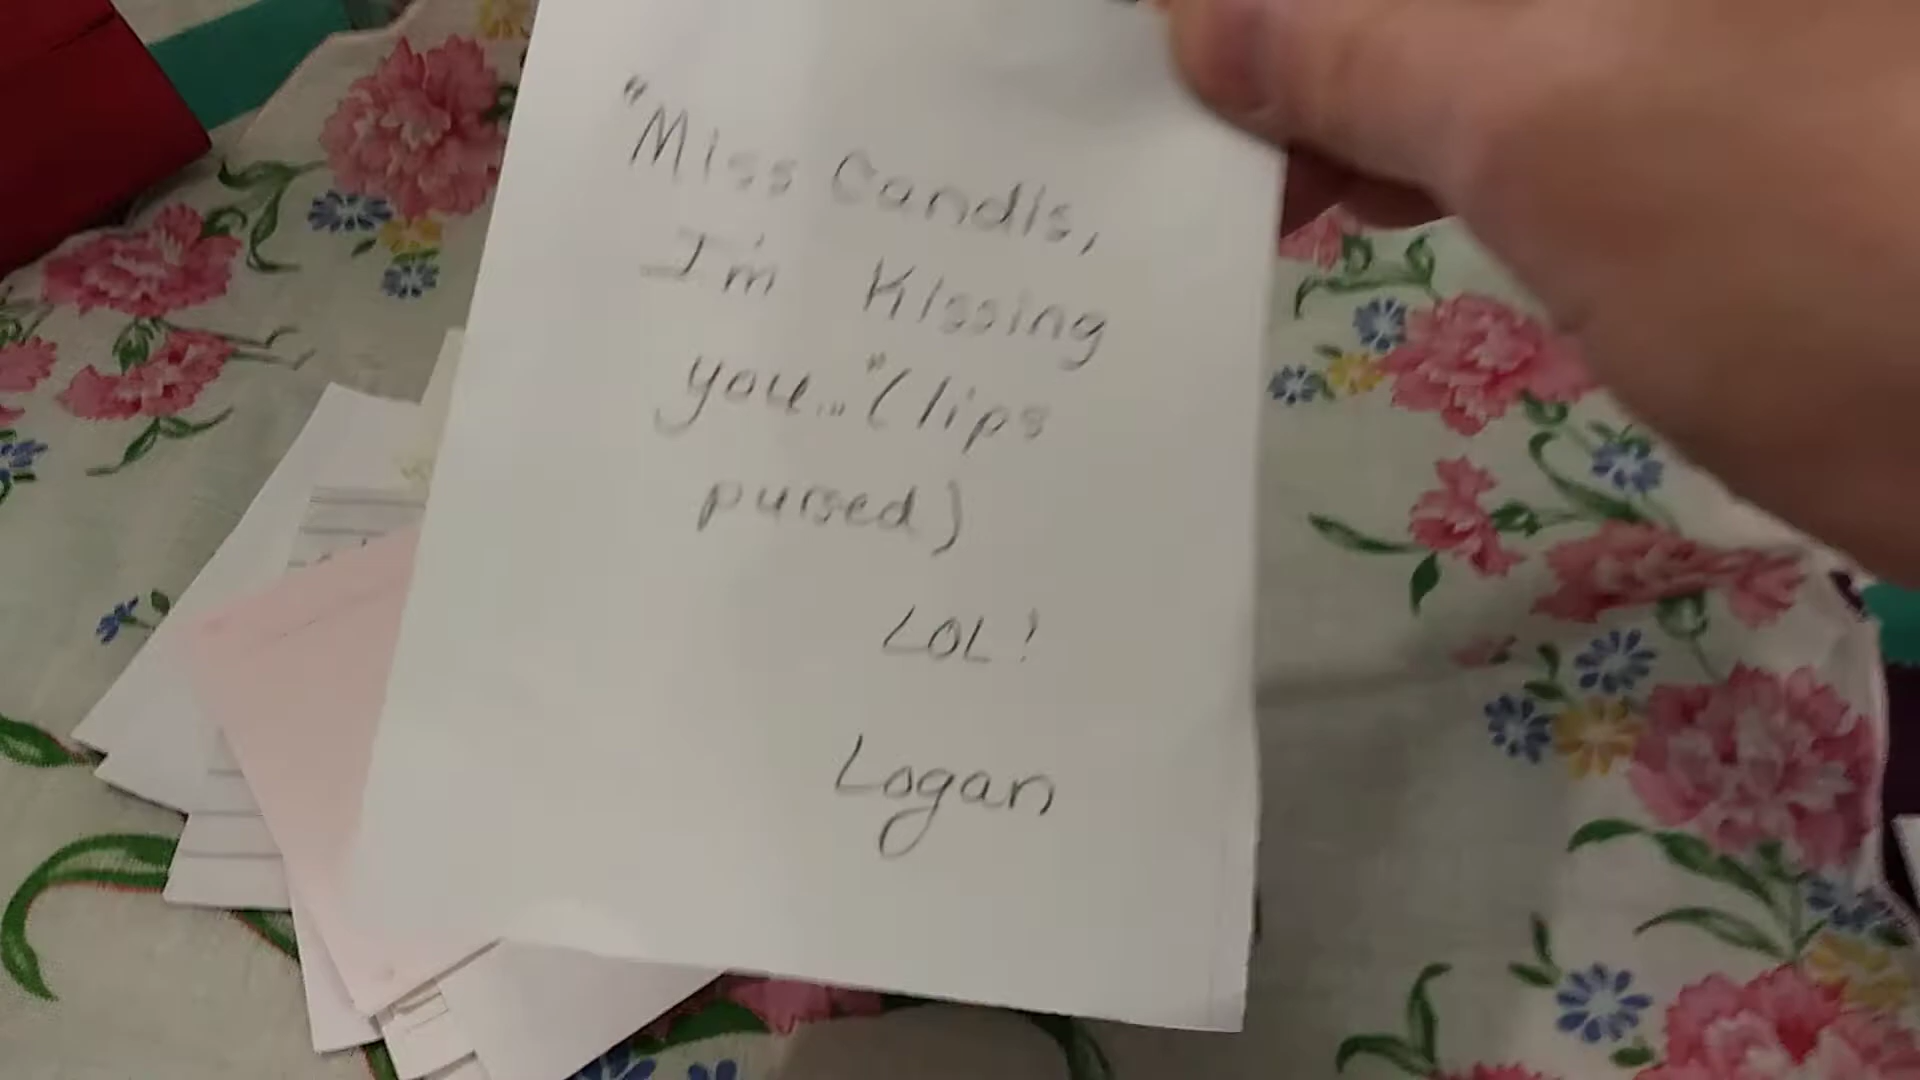 "Miss Candis,
I'm Kissing
you..." (lips
pursed)
LOL!
Logan